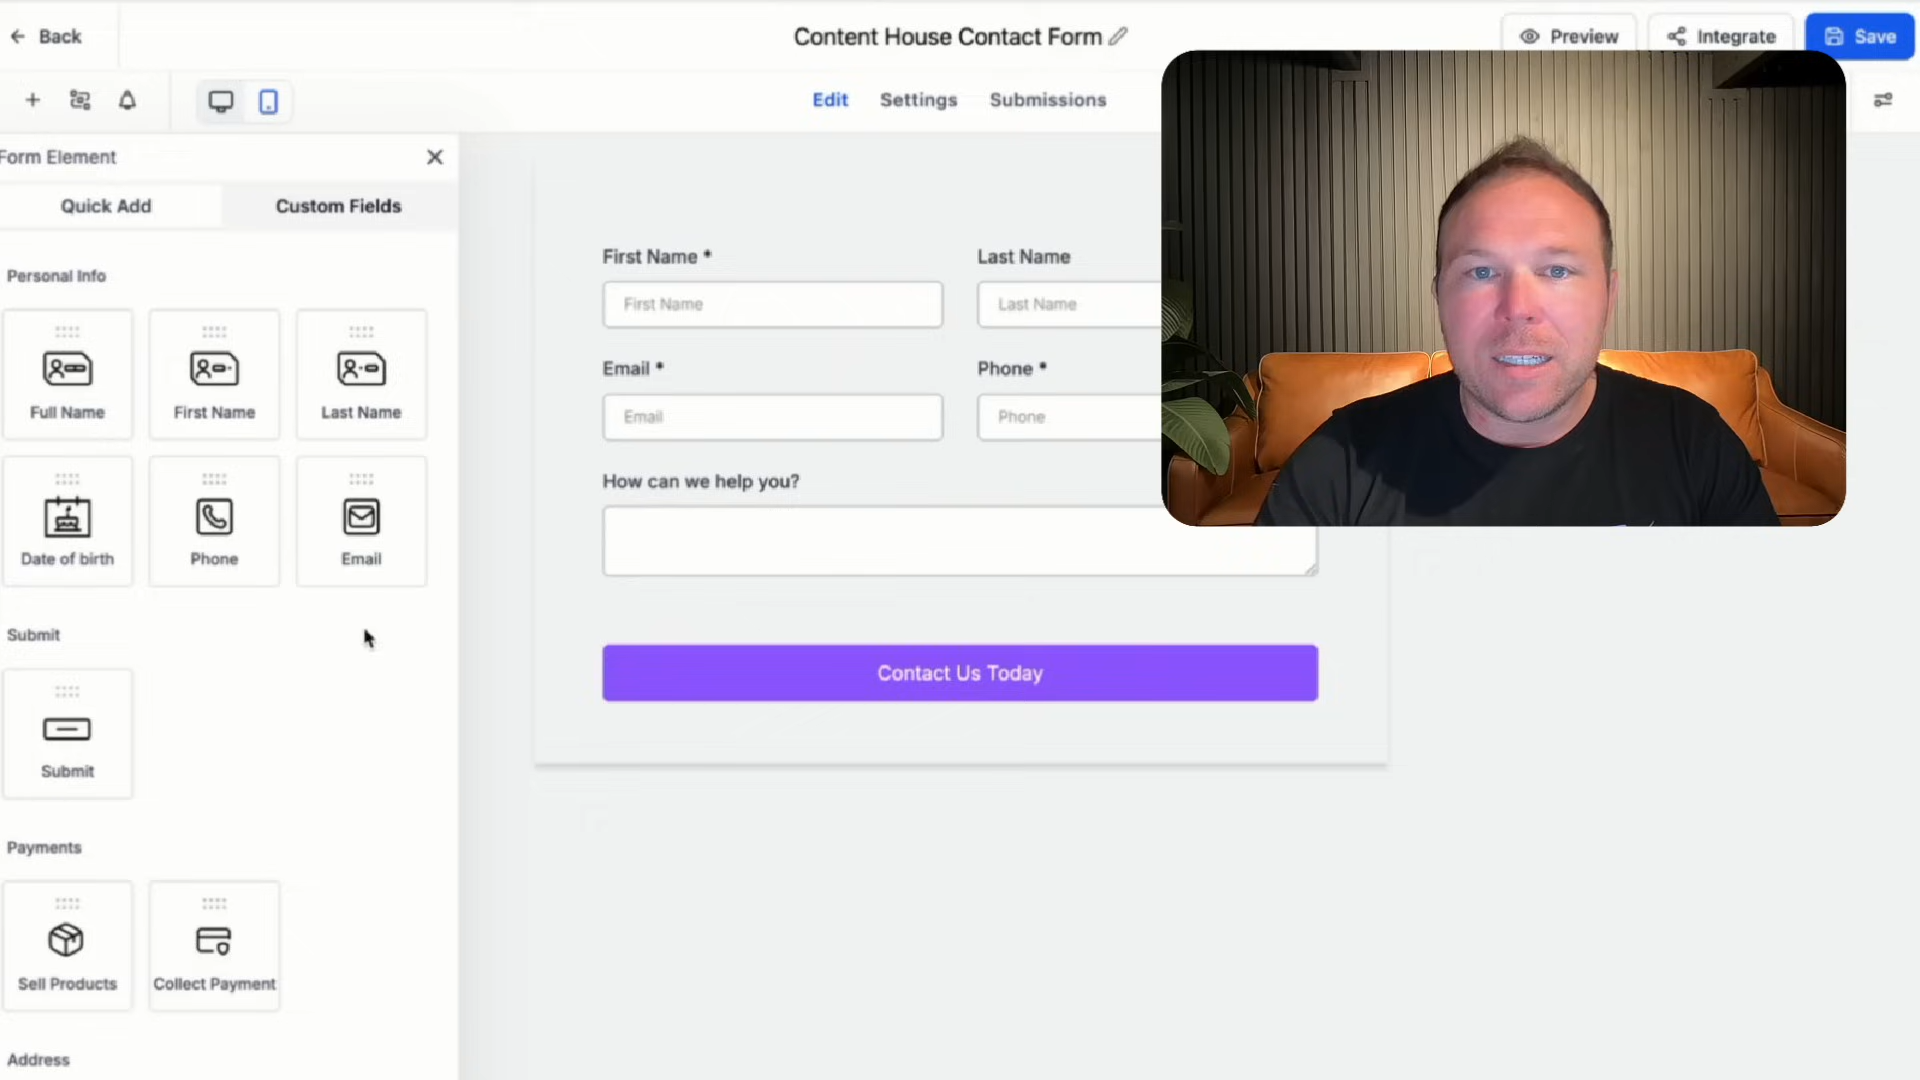 Back
Content House Contact Form
Preview
Integrate
Save
Edit
Settings
Submissions
Form Element
Quick Add
Custom Fields
Personal Info
Full Name
First Name
Last Name
Date of birth
Phone
Email
Submit
Submit
Payments
Sell Products
Collect Payment
Address
First Name *
First Name
Last Name
Last Name
Email *
Email
Phone *
Phone
How can we help you?
Contact Us Today